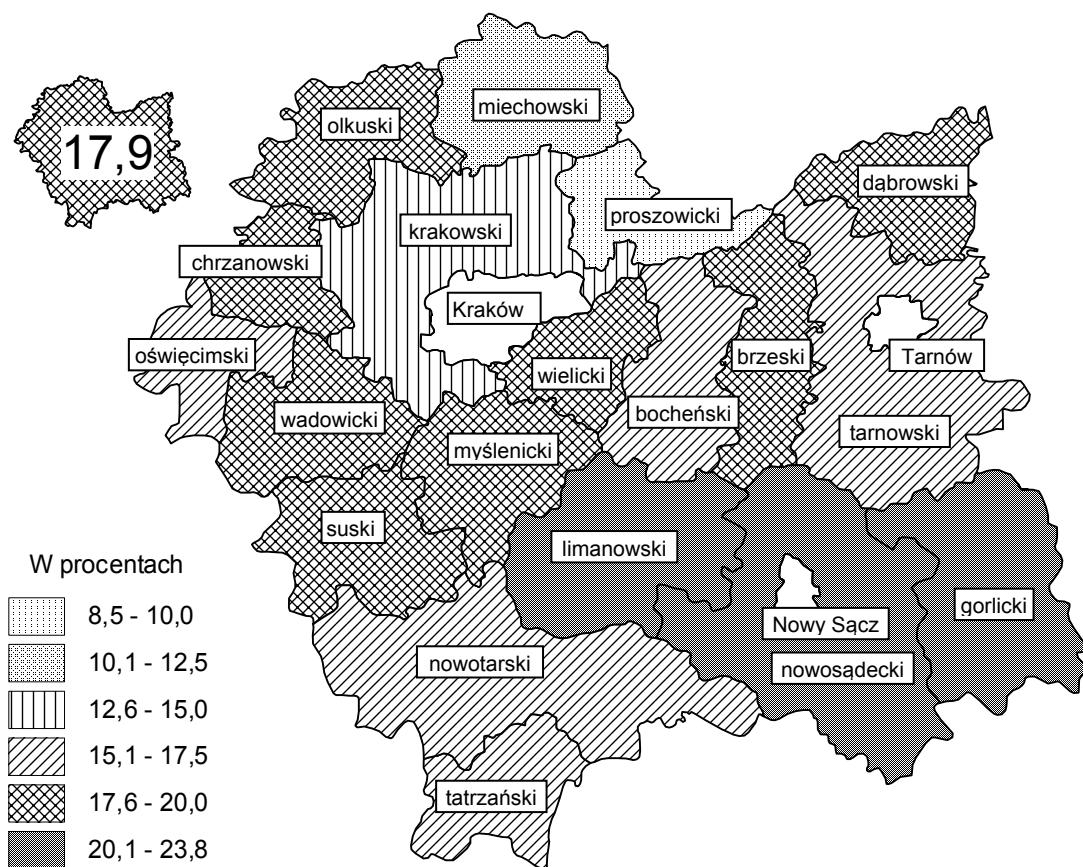 miechowski
olkuski
17,9
dąbrowski
proszowicki
krakowski
chrzanowski
Kraków
oświęcimski
wielicki
brzeski
Tarnów
wadowicki
bocheński
tarnowski
myślenicki
suski
limanowski
W procentach
gorlicki
8,5 - 10,0
Nowy Sącz
10,1 - 12,5
nowotarski
nowosądecki
12,6 - 15,0
15,1 - 17,5
tatrzański
17,6 - 20,0
20,1 - 23,8